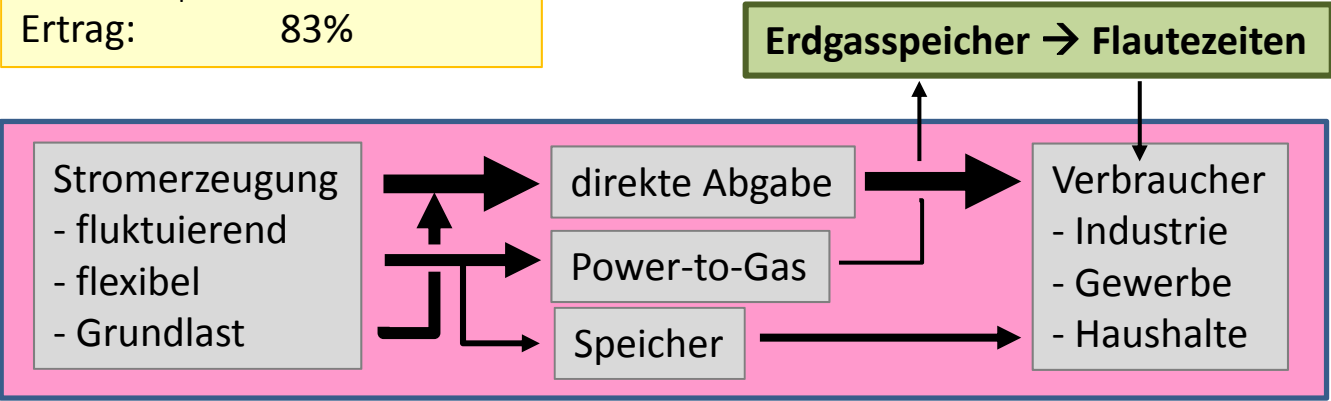 Ertrag: 83%
Erdgasspeicher → Flautezeiten
Stromerzeugung
- fluktuierend
- flexibel
- Grundlast
direkte Abgabe
Power-to-Gas
Speicher
Verbraucher
- Industrie
- Gewerbe
- Haushalte